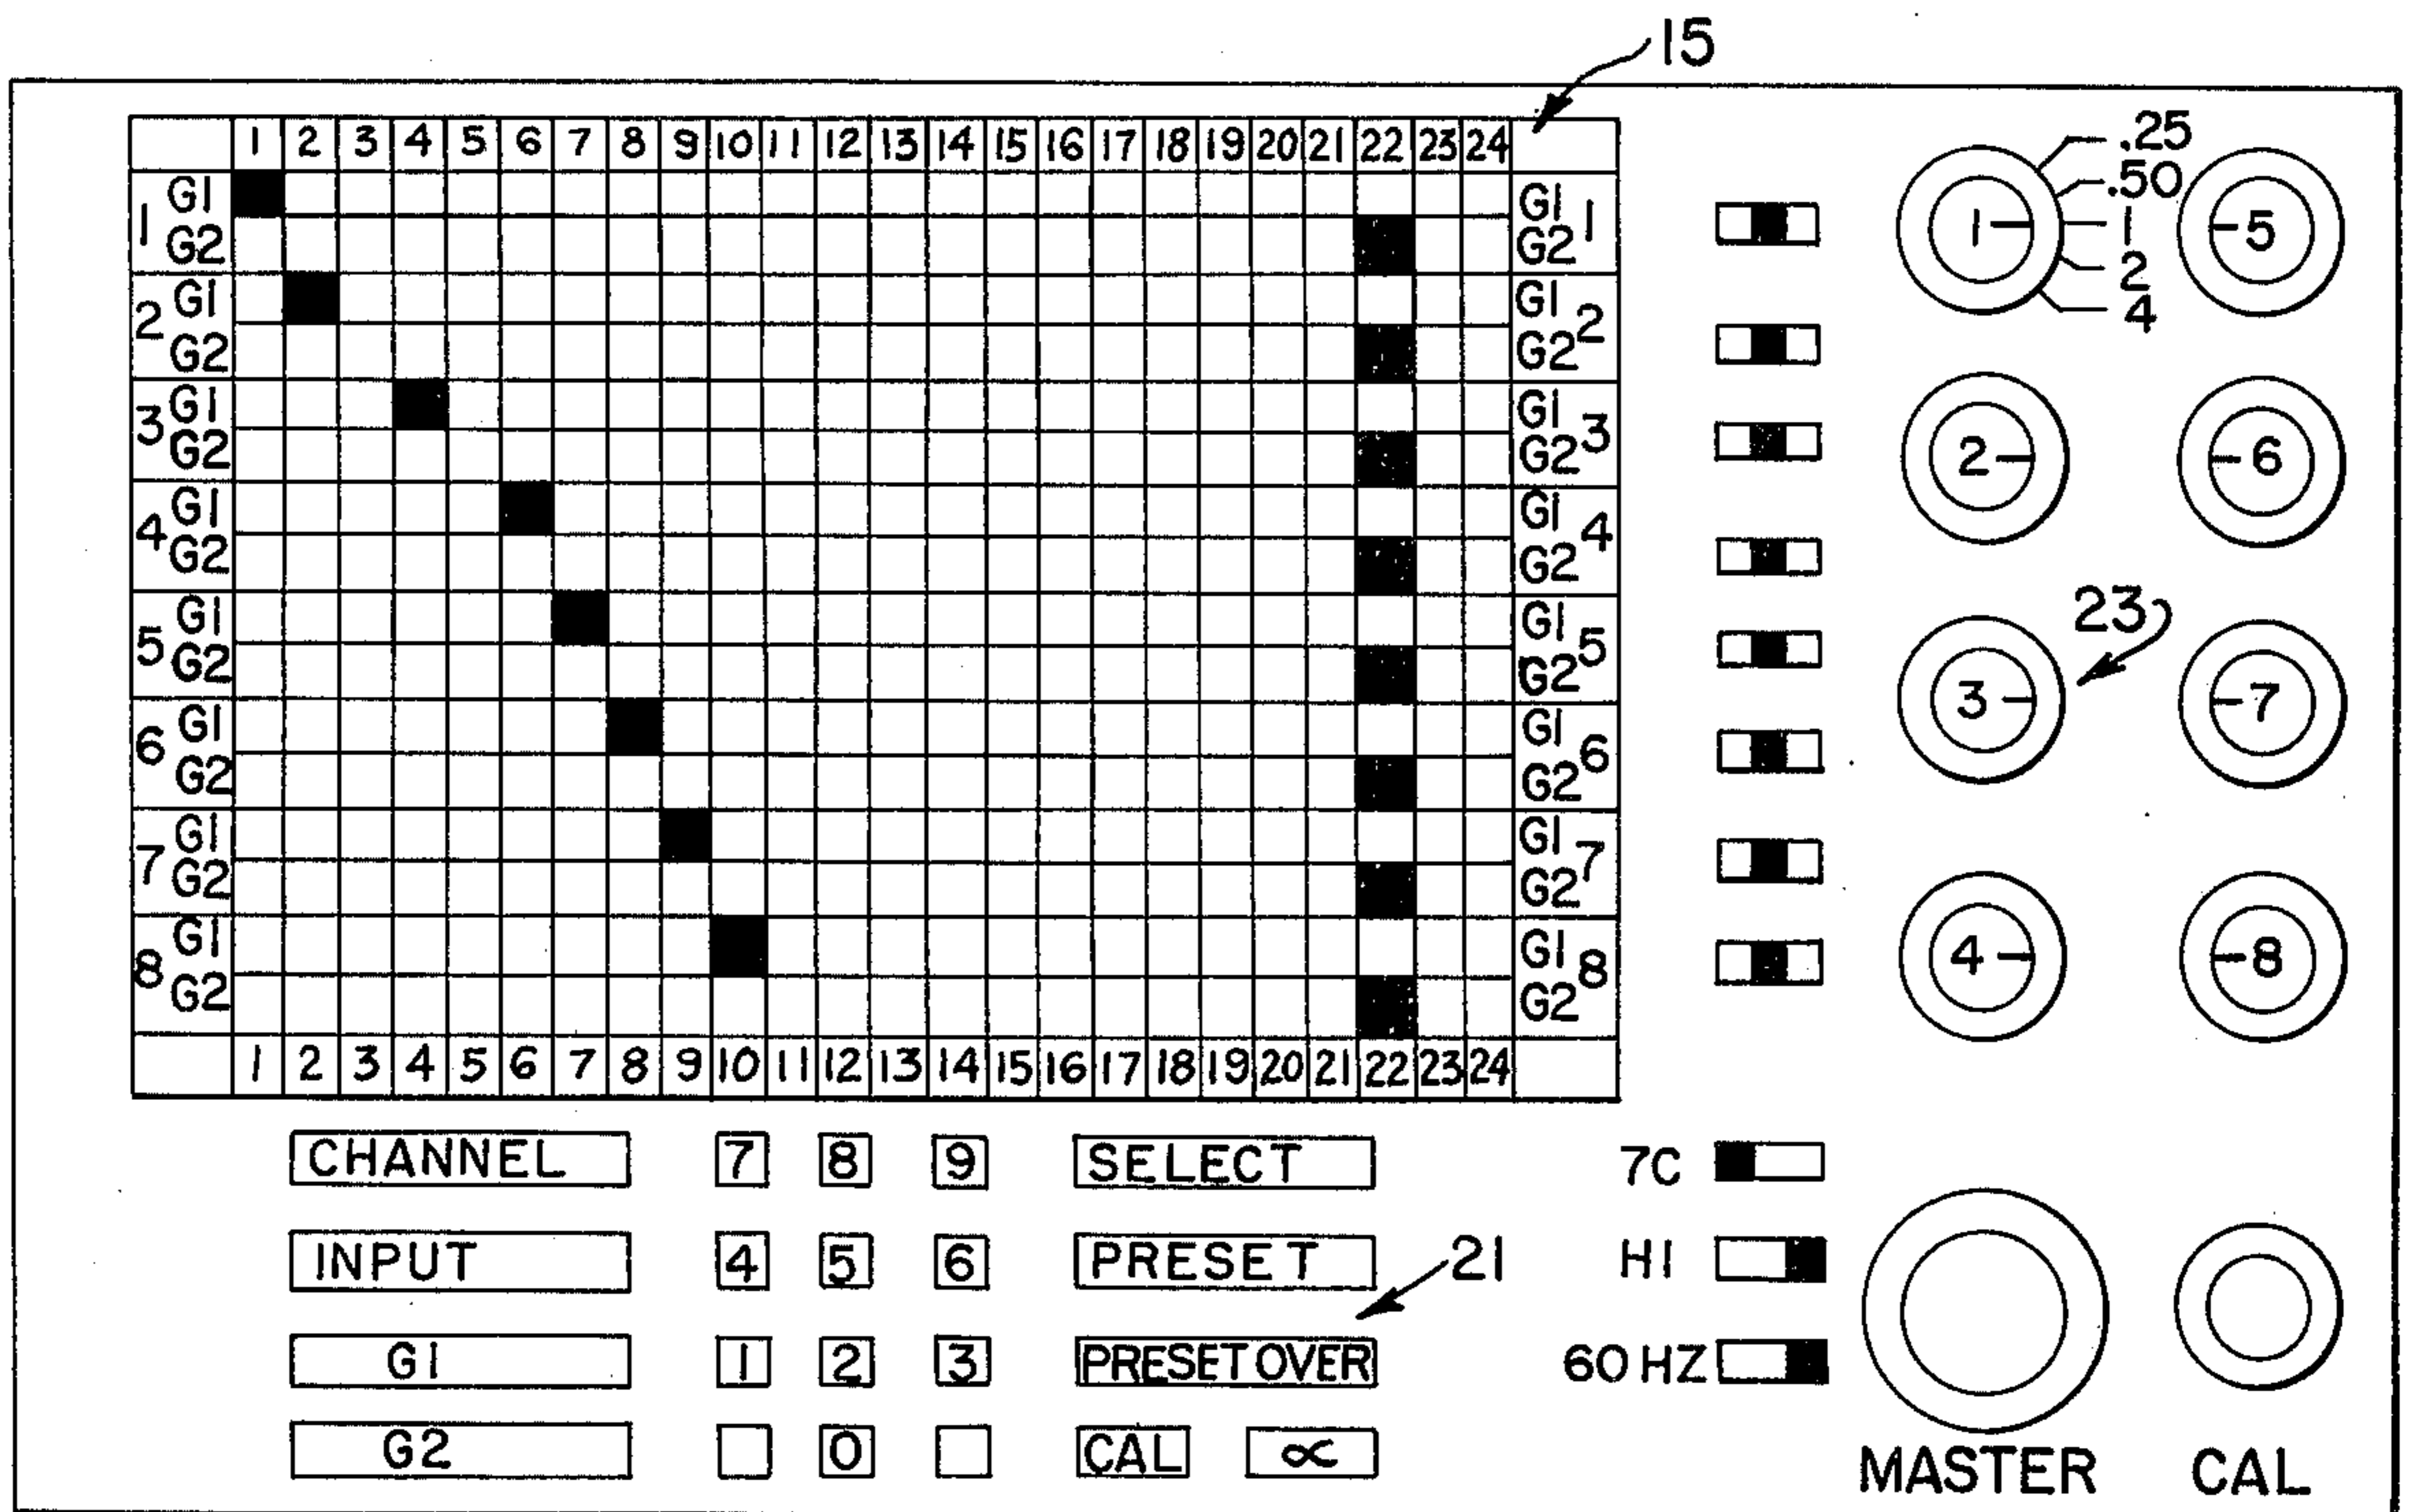 15
1 2 3 4 5 6 7 8 9 10 11 12 13 14 15 16 17 18 19 20 21 22 23 24
1 G1 G1 1
G2 G2
2 G1 G1 2
G2 G2
3 G1 G1 3
G2 G2
4 G1 G1 4
G2 G2
5 G1 G1 5
G2 G2
6 G1 G1 6
G2 G2
7 G1 G1 7
G2 G2
8 G1 G1 8
G2 G2
1 2 3 4 5 6 7 8 9 10 11 12 13 14 15 16 17 18 19 20 21 22 23 24
.25
.50
1
2
4
1 5
2 6
23
3 7
4 8
CHANNEL 7 8 9 SELECT 7C
INPUT 4 5 6 PRESET 21 HI
G1 1 2 3 PRESET OVER 60 HZ
G2 0 CAL ∝
MASTER CAL